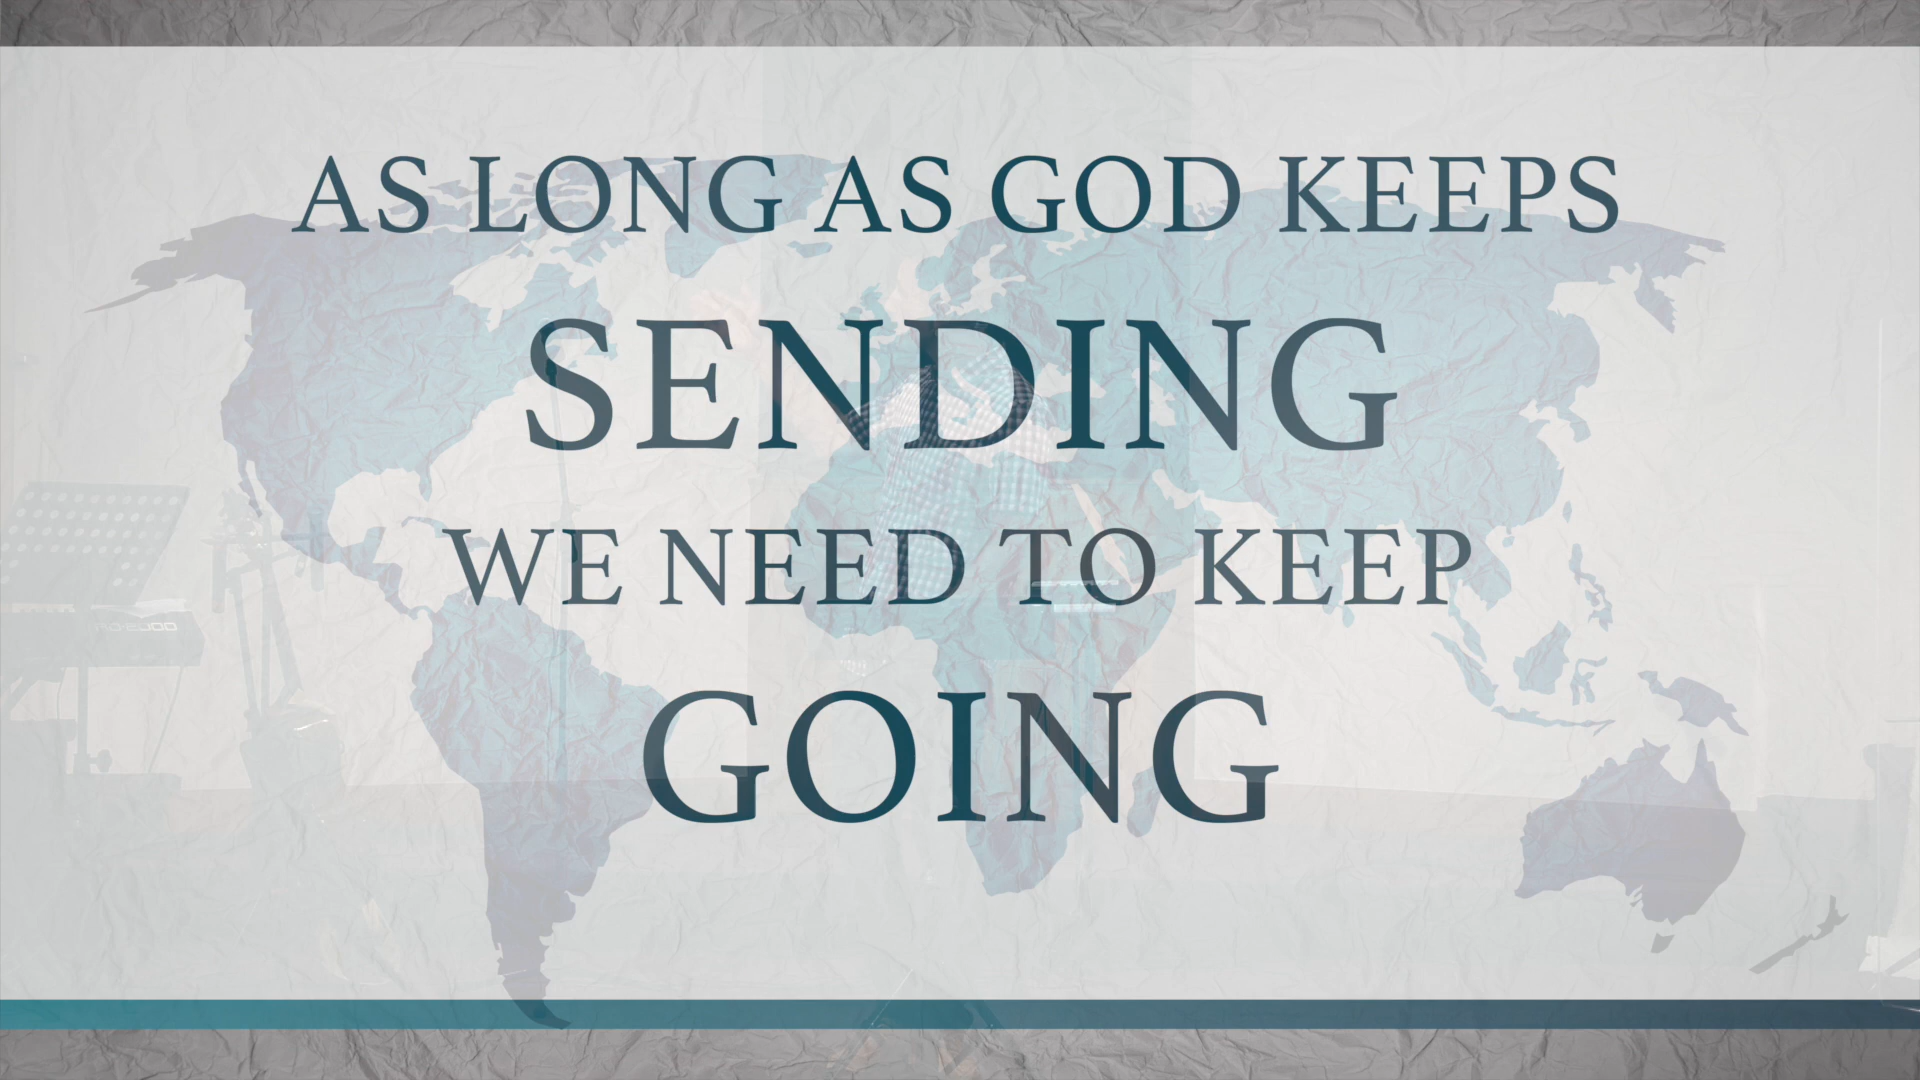 AS LONG AS GOD KEEPS
SENDING
WE NEED TO KEEP
GOING